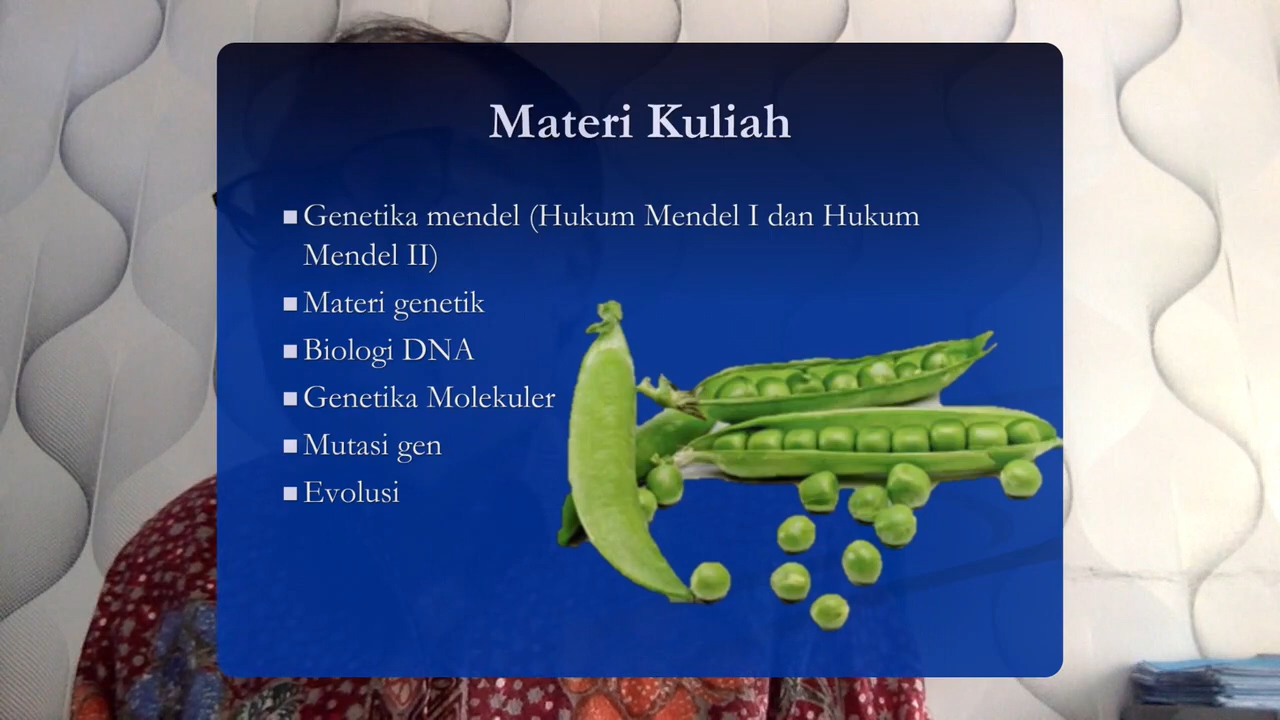 Materi Kuliah
Genetika mendel (Hukum Mendel I dan Hukum
Mendel II)
Materi genetik
Biologi DNA
Genetika Molekuler
Mutasi gen
Evolusi